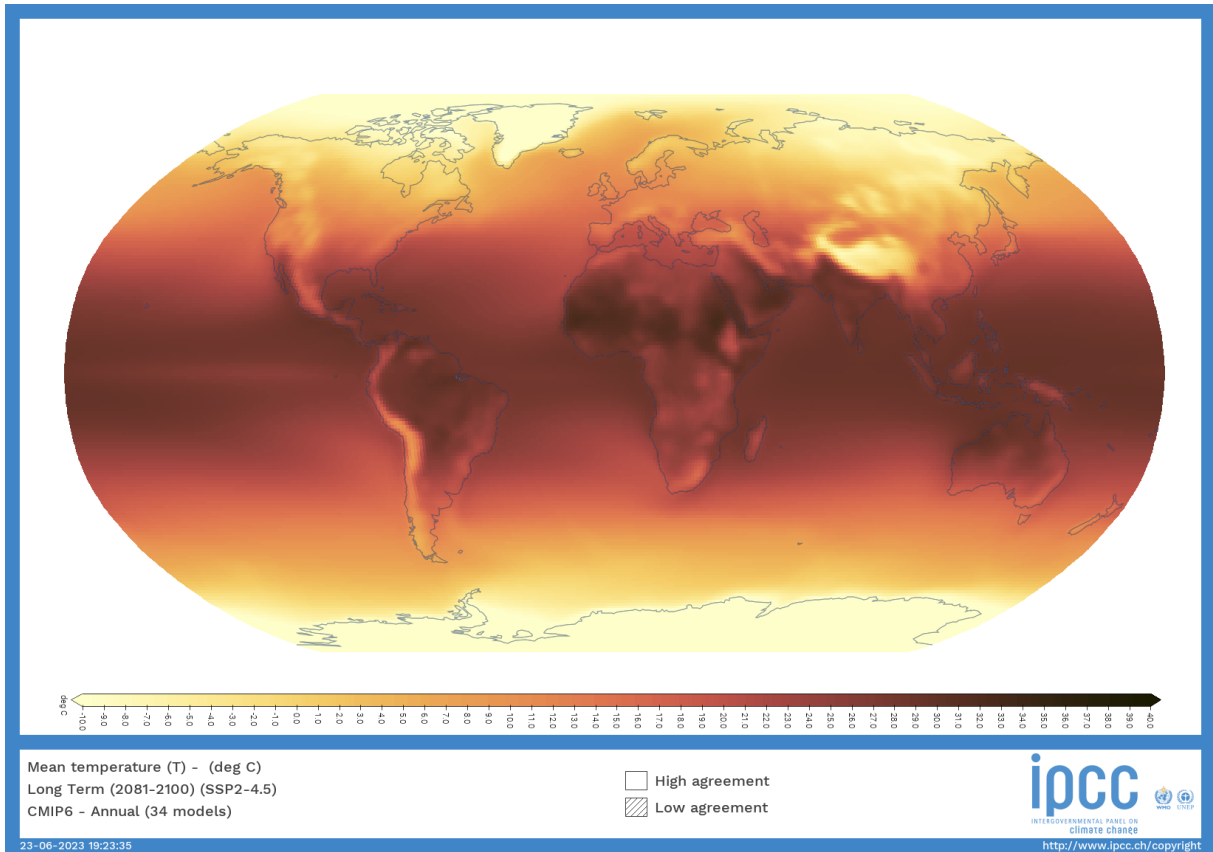 deg C
-10.0 -9.0 -8.0 -7.0 -6.0 -5.0 -4.0 -3.0 -2.0 -1.0 0.0 1.0 2.0 3.0 4.0 5.0 6.0 7.0 8.0 9.0 10.0 11.0 12.0 13.0 14.0 15.0 16.0 17.0 18.0 19.0 20.0 21.0 22.0 23.0 24.0 25.0 26.0 27.0 28.0 29.0 30.0 31.0 32.0 33.0 34.0 35.0 36.0 37.0 38.0 39.0 40.0
Mean temperature (T) - (deg C)
Long Term (2081-2100) (SSP2-4.5)
CMIP6 - Annual (34 models)
High agreement
Low agreement
ipcc
INTERGOVERNMENTAL PANEL ON
climate change
WMO UNEP
23-06-2023 19:23:35
http://www.ipcc.ch/copyright